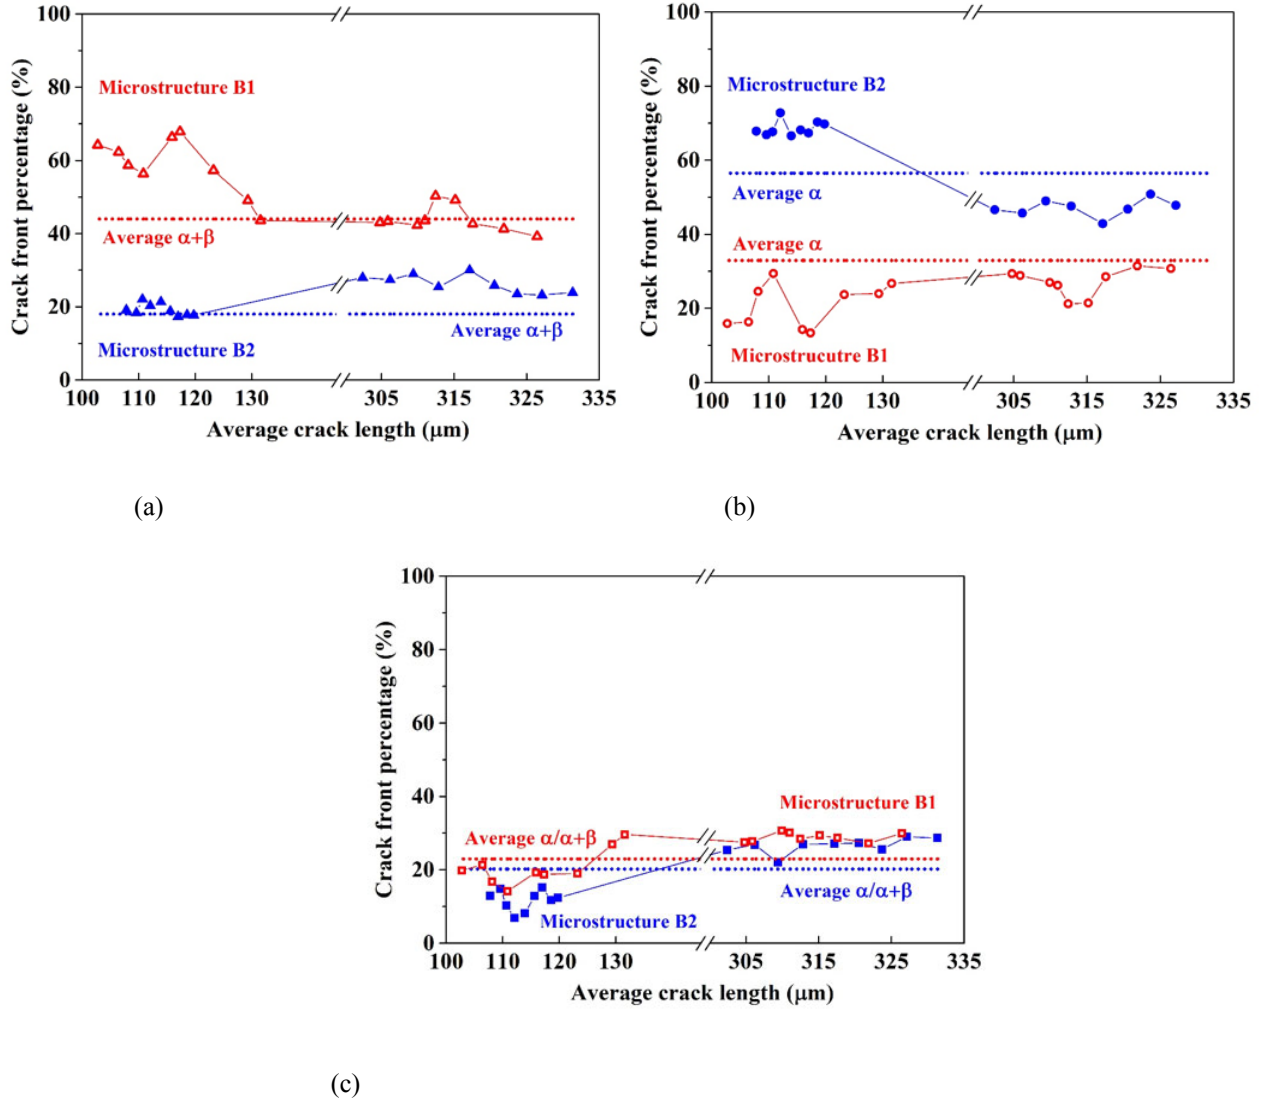 100
80
60
40
20
0
Crack front percentage (%)
Microstructure B1
Average α+β
Average α+β
Microstructure B2
100 110 120 130 305 315 325 335
Average crack length (μm)
(a)
100
80
60
40
20
0
Crack front percentage (%)
Microstructure B2
Average α
Average α
Microstrucutre B1
100 110 120 130 305 315 325 335
Average crack length (μm)
(b)
100
80
60
40
20
0
Crack front percentage (%)
Microstructure B1
Average α/α+β
Average α/α+β
Microstructure B2
100 110 120 130 305 315 325 335
Average crack length (μm)
(c)